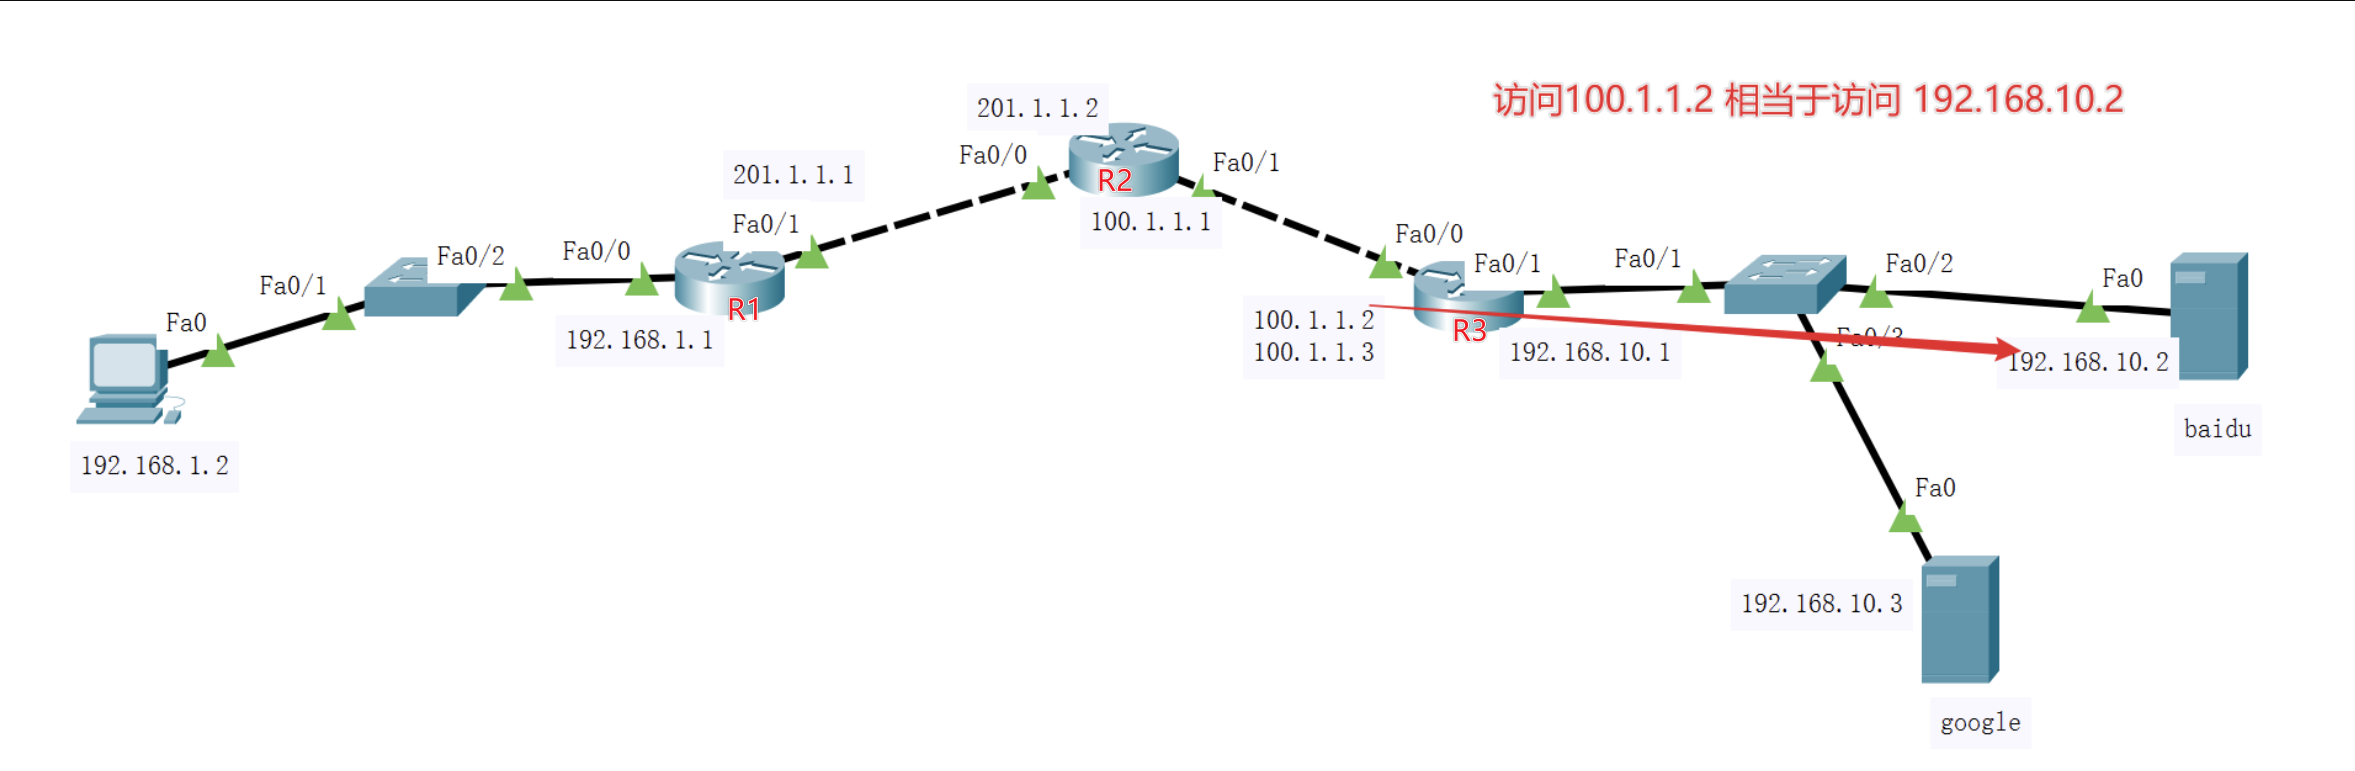 访问100.1.1.2 相当于访问 192.168.10.2
201.1.1.2
Fa0/0
R2
Fa0/1
100.1.1.1
201.1.1.1
Fa0/1
Fa0/2
Fa0/0
R1
192.168.1.1
Fa0/1
Fa0
192.168.1.2
Fa0/0
Fa0/1
100.1.1.2
100.1.1.3
R3
192.168.10.1
Fa0/1
Fa0/2
Fa0/3
Fa0
192.168.10.2
baidu
Fa0
192.168.10.3
google